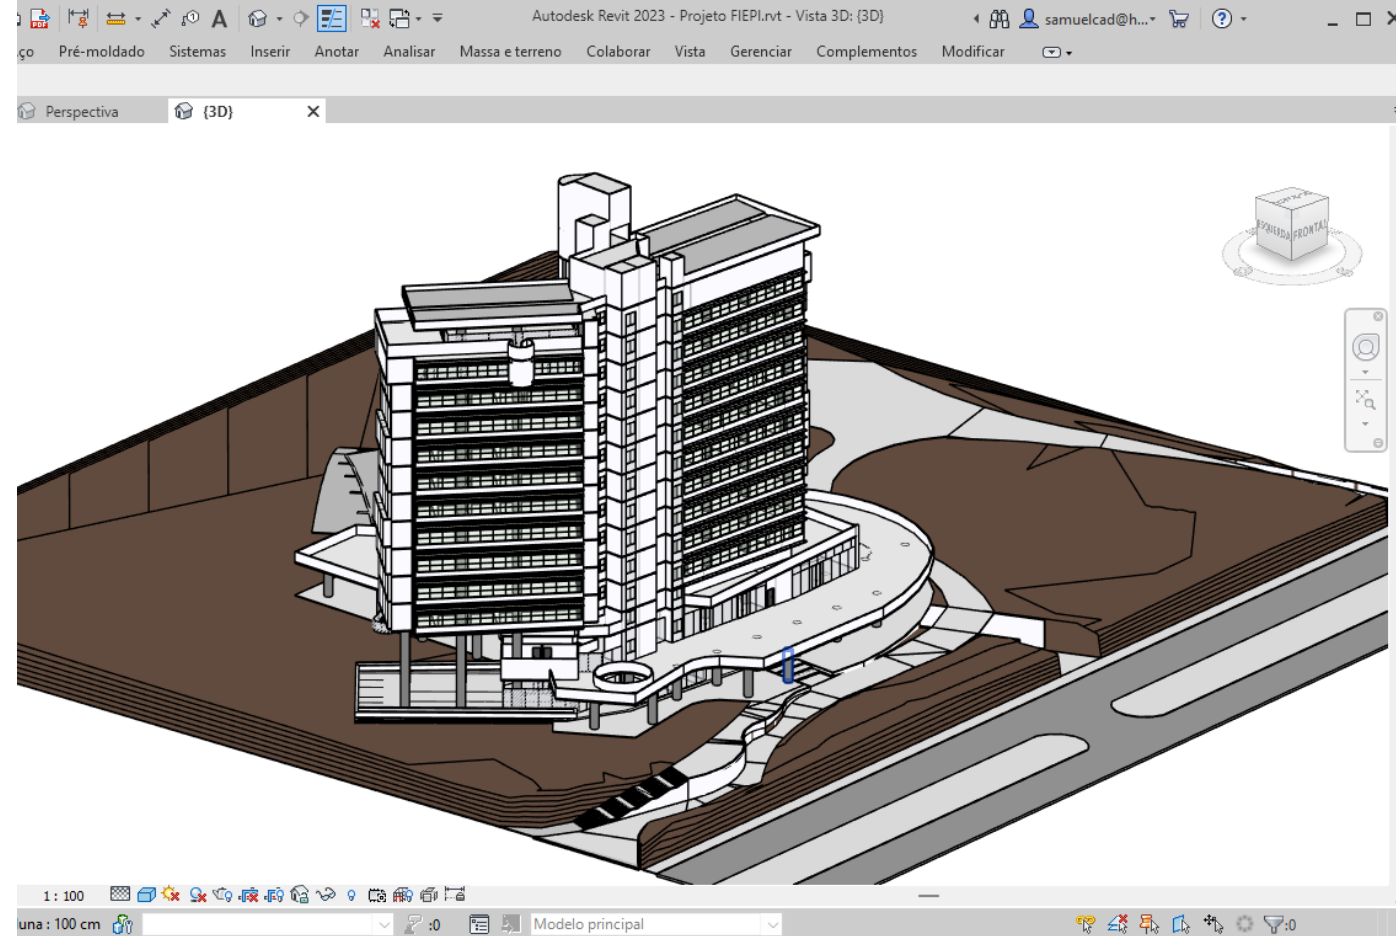 Autodesk Revit 2023 - Projeto FIEPI.rvt - Vista 3D: {3D}
samuelcad@h...
ço Pré-moldado Sistemas Inserir Anotar Analisar Massa e terreno Colaborar Vista Gerenciar Complementos Modificar
Perspectiva
{3D}
ESQUERDA FRONTAL
1 : 100
una : 100 cm
:0
Modelo principal
:0